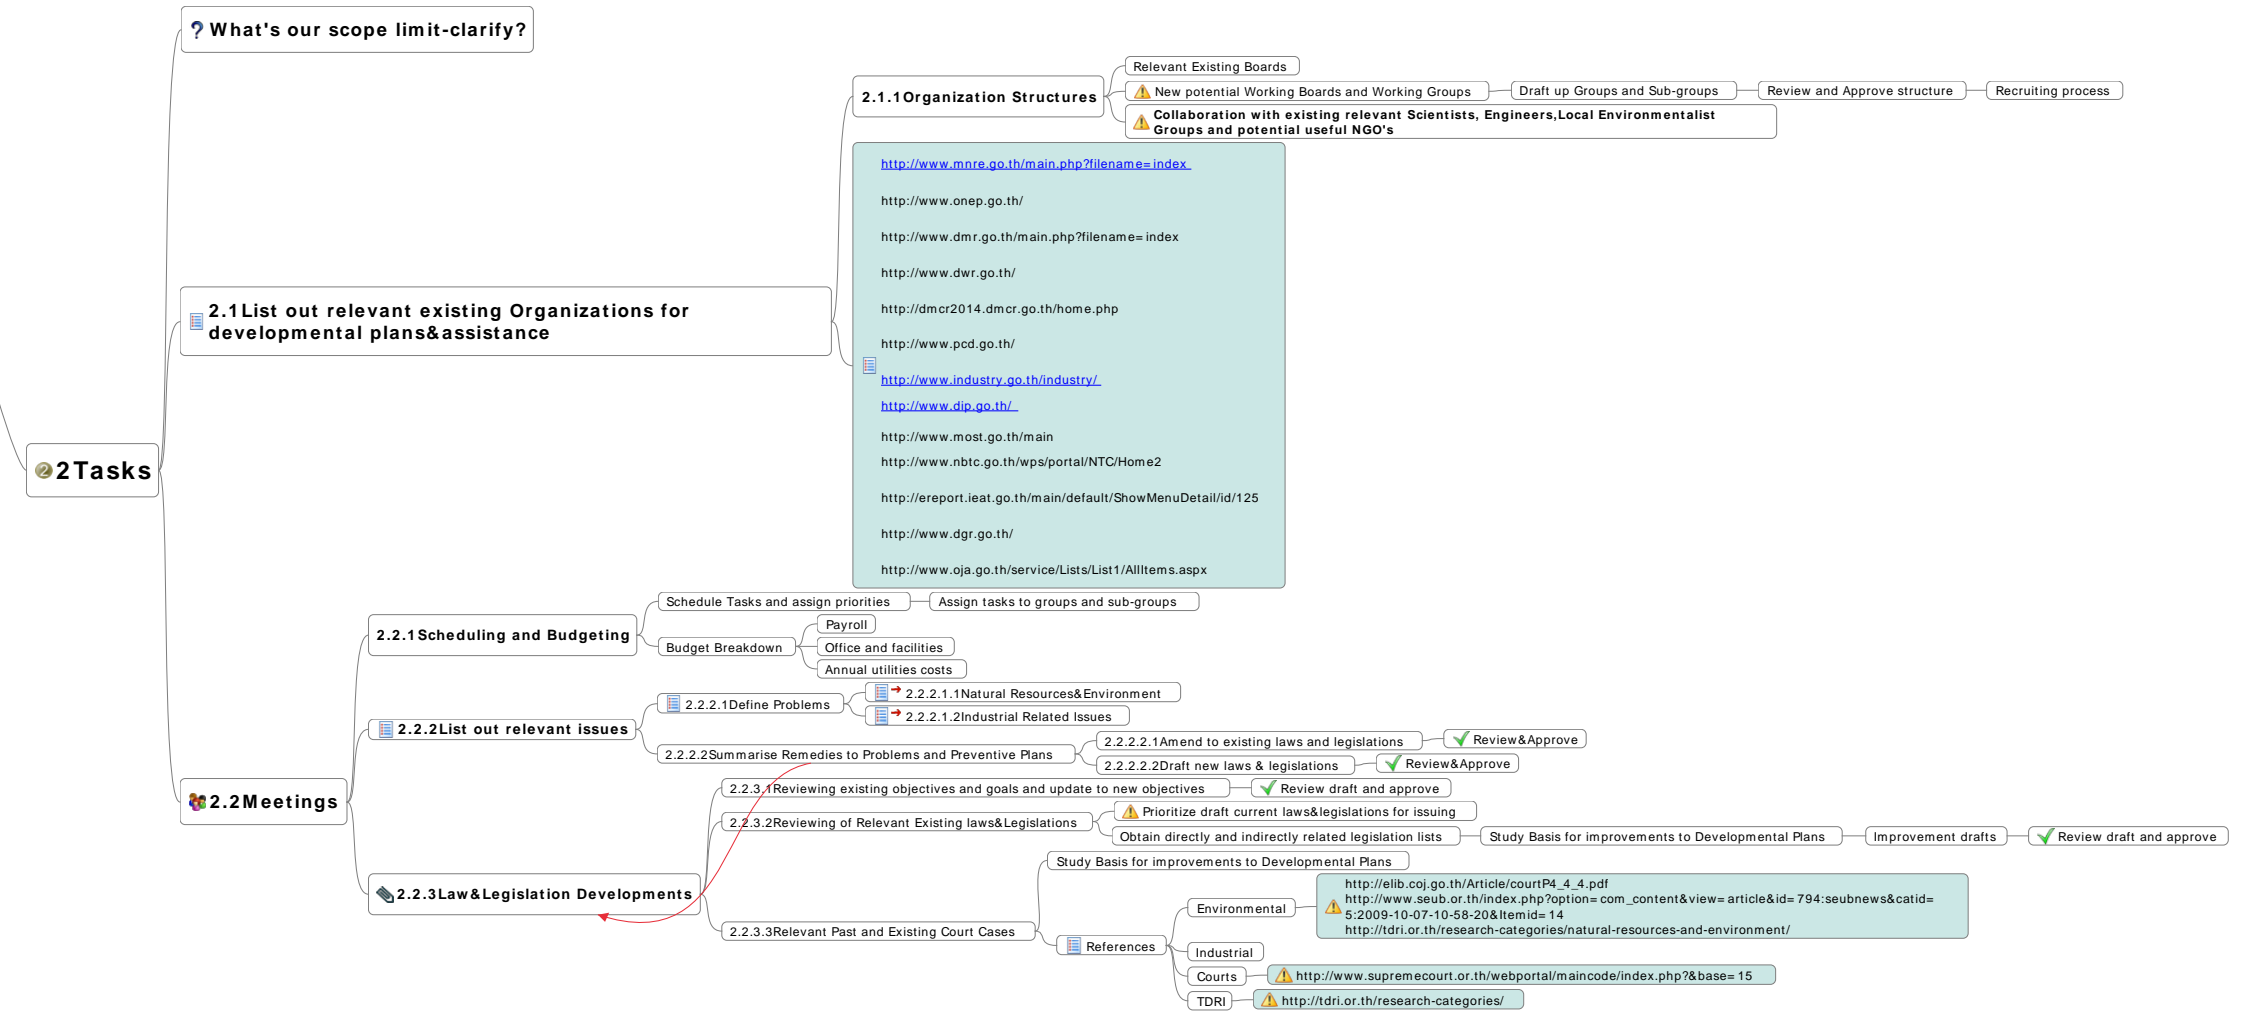 What's our scope limit-clarify?
2Tasks
2.1List out relevant existing Organizations for
developmental plans&assistance
2.1.1Organization Structures
Relevant Existing Boards
New potential Working Boards and Working Groups
Draft up Groups and Sub-groups
Review and Approve structure
Recruiting process
Collaboration with existing relevant Scientists, Engineers,Local Environmentalist
Groups and potential useful NGO's
http://www.mnre.go.th/main.php?filename=index
http://www.onep.go.th/
http://www.dmr.go.th/main.php?filename=index
http://www.dwr.go.th/
http://dmcr2014.dmcr.go.th/home.php
http://www.pcd.go.th/
http://www.industry.go.th/industry/
http://www.dip.go.th/
http://www.most.go.th/main
http://www.nbtc.go.th/wps/portal/NTC/Home2
http://ereport.ieat.go.th/main/default/ShowMenuDetail/id/125
http://www.dgr.go.th/
http://www.oja.go.th/service/Lists/List1/AllItems.aspx
2.2Meetings
2.2.1Scheduling and Budgeting
Schedule Tasks and assign priorities
Assign tasks to groups and sub-groups
Budget Breakdown
Payroll
Office and facilities
Annual utilities costs
2.2.2List out relevant issues
2.2.2.1Define Problems
2.2.2.1.1Natural Resources&Environment
2.2.2.1.2Industrial Related Issues
2.2.2.2Summarise Remedies to Problems and Preventive Plans
2.2.2.2.1Amend to existing laws and legislations
Review&Approve
2.2.2.2.2Draft new laws & legislations
Review&Approve
2.2.3Law&Legislation Developments
2.2.3.1Reviewing existing objectives and goals and update to new objectives
Review draft and approve
2.2.3.2Reviewing of Relevant Existing laws&Legislations
Prioritize draft current laws&legislations for issuing
Obtain directly and indirectly related legislation lists
Study Basis for improvements to Developmental Plans
Improvement drafts
Review draft and approve
2.2.3.3Relevant Past and Existing Court Cases
Study Basis for improvements to Developmental Plans
References
Environmental
http://elib.coj.go.th/Article/courtP4_4_4.pdf
http://www.seub.or.th/index.php?option=com_content&view=article&id=794:seubnews&catid=
5:2009-10-07-10-58-20&Itemid=14
http://tdri.or.th/research-categories/natural-resources-and-environment/
Industrial
Courts
http://www.supremecourt.or.th/webportal/maincode/index.php?&base=15
TDRI
http://tdri.or.th/research-categories/